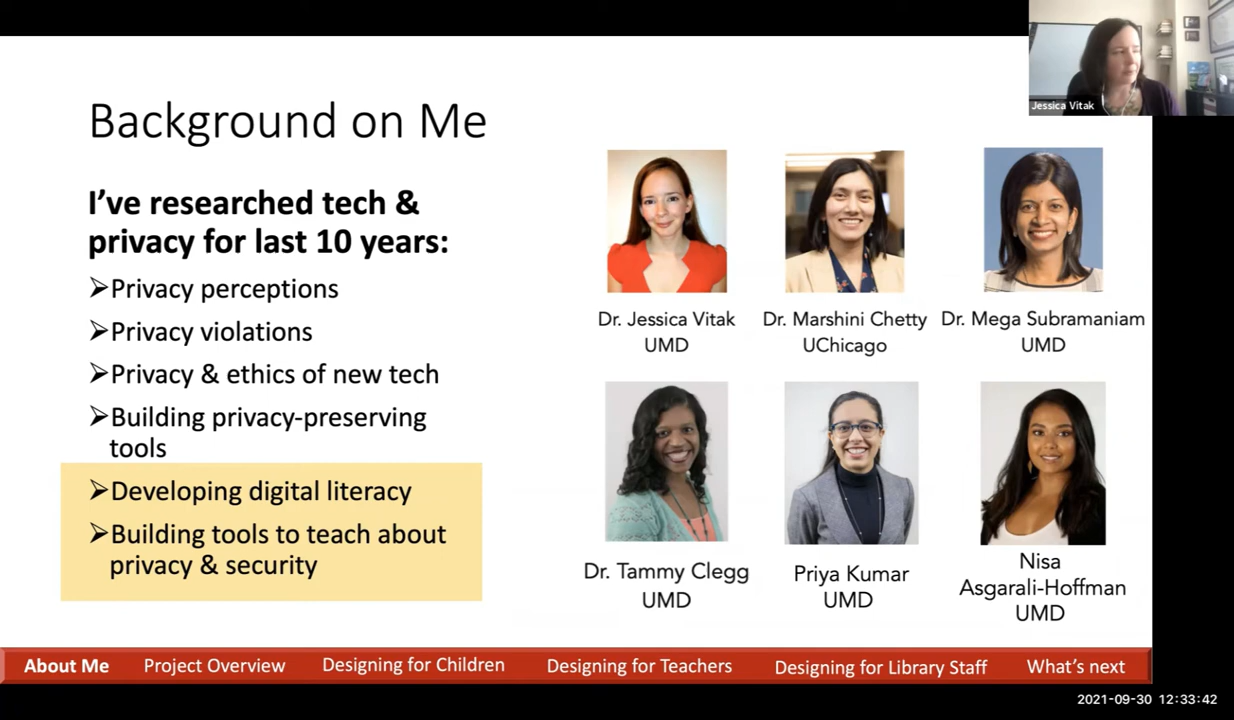 Jessica Vitak
Background on Me
I've researched tech &
privacy for last 10 years:
➢Privacy perceptions
➢Privacy violations
➢Privacy & ethics of new tech
➢Building privacy-preserving
tools
➢Developing digital literacy
➢Building tools to teach about
privacy & security
Dr. Jessica Vitak
UMD
Dr. Marshini Chetty
UChicago
Dr. Mega Subramaniam
UMD
Dr. Tammy Clegg
UMD
Priya Kumar
UMD
Nisa
Asgarali-Hoffman
UMD
About Me Project Overview Designing for Children Designing for Teachers Designing for Library Staff What's next
2021-09-30 12:33:42